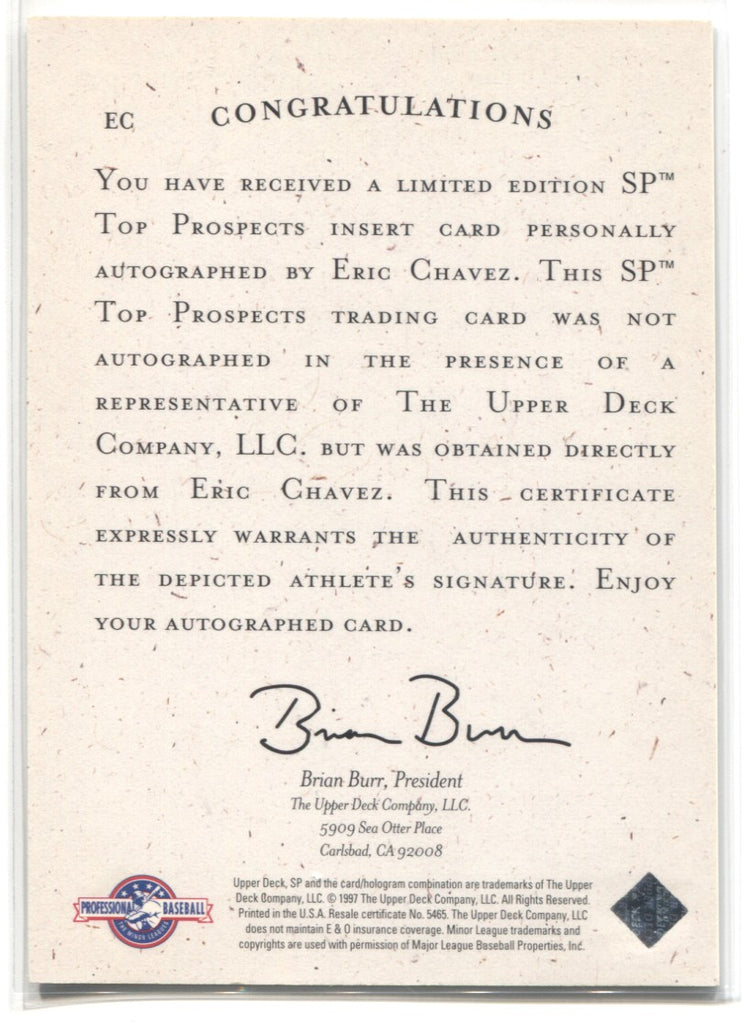 EC CONGRATULATIONS
YOU HAVE RECEIVED A LIMITED EDITION SP™
TOP PROSPECTS INSERT CARD PERSONALLY
AUTOGRAPHED BY ERIC CHAVEZ. THIS SP™
TOP PROSPECTS TRADING CARD WAS NOT
AUTOGRAPHED IN THE PRESENCE OF A
REPRESENTATIVE OF THE UPPER DECK
COMPANY, LLC. BUT WAS OBTAINED DIRECTLY
FROM ERIC CHAVEZ. THIS CERTIFICATE
EXPRESSLY WARRANTS THE AUTHENTICITY OF
THE DEPICTED ATHLETE'S SIGNATURE. ENJOY
YOUR AUTOGRAPHED CARD.
Brian Burr
Brian Burr, President
The Upper Deck Company, LLC.
5909 Sea Otter Place
Carlsbad, CA 92008
Upper Deck, SP and the card/hologram combination are trademarks of The Upper
Deck Company, LLC. © 1997 The Upper Deck Company, LLC. All Rights Reserved.
Printed in the U.S.A. Resale certificate No. 5465. The Upper Deck Company, LLC
does not maintain E & O insurance coverage. Minor League trademarks and
copyrights are used with permission of Major League Baseball Properties, Inc.
PROFESSIONAL BASEBALL
THE MINOR LEAGUES